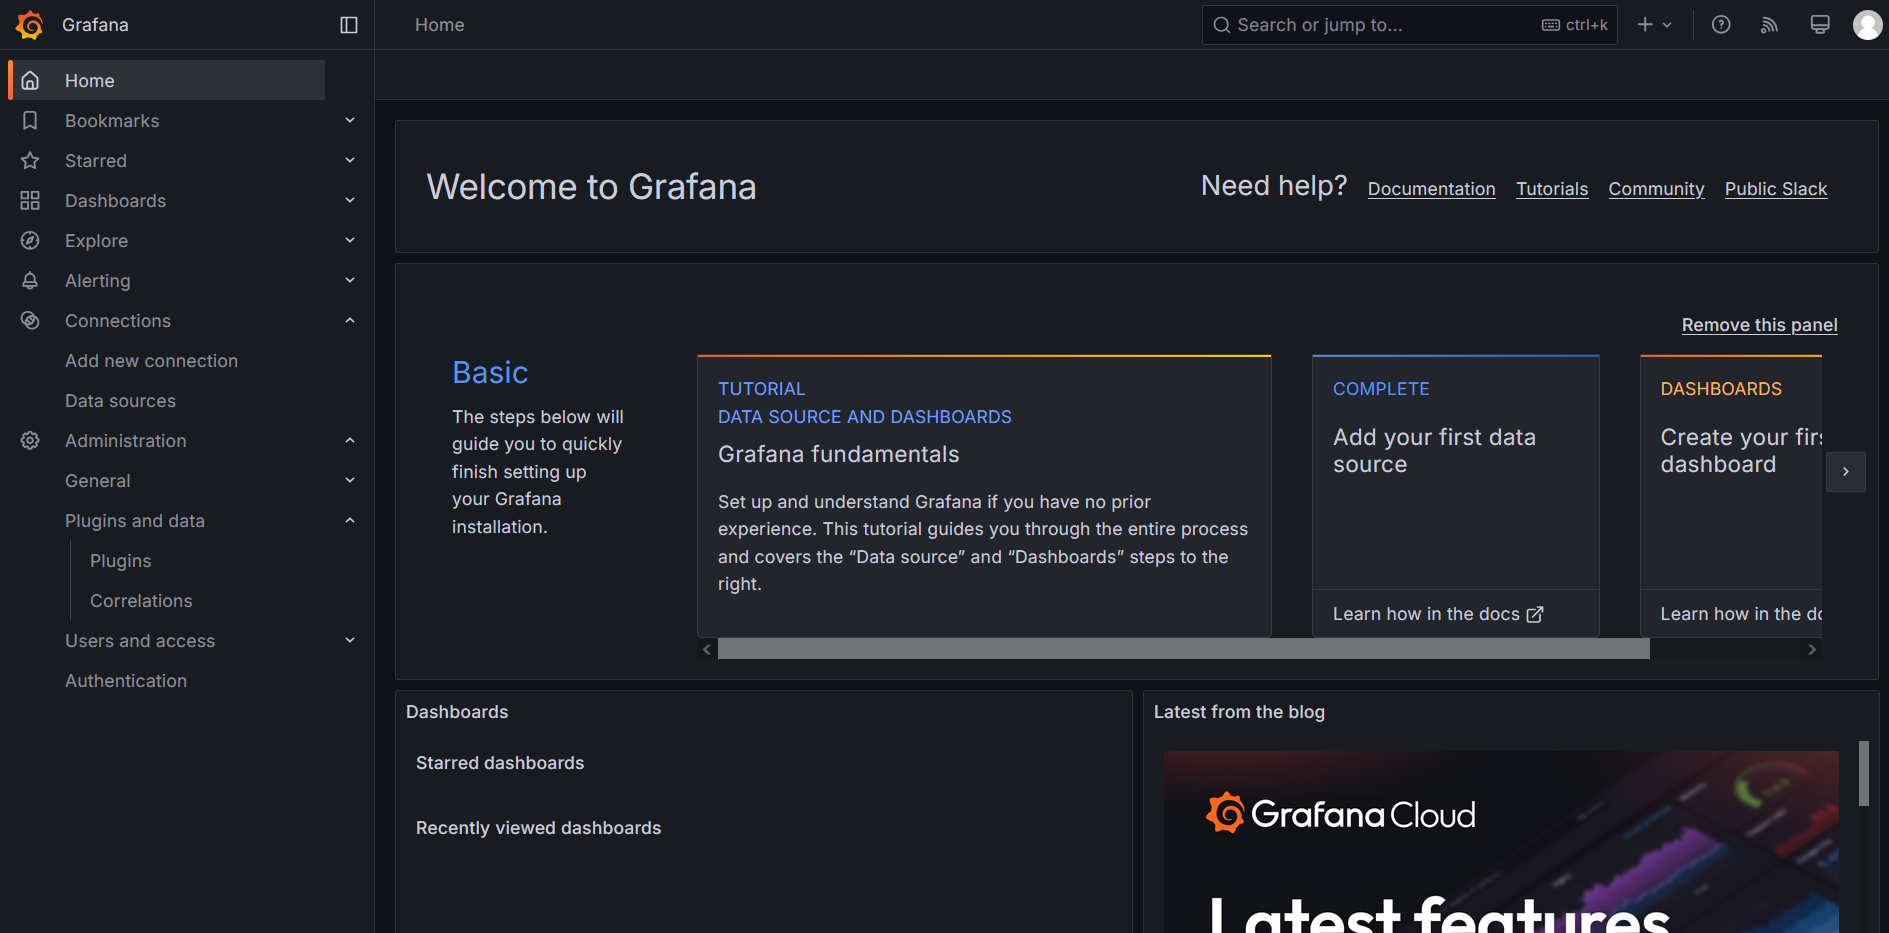 Grafana
Home
Search or jump to...
ctrl+k
Home
Bookmarks
Starred
Dashboards
Explore
Alerting
Connections
Add new connection
Data sources
Administration
General
Plugins and data
Plugins
Correlations
Users and access
Authentication
Welcome to Grafana
Need help?
Documentation
Tutorials
Community
Public Slack
Remove this panel
Basic
The steps below will
guide you to quickly
finish setting up
your Grafana
installation.
TUTORIAL
DATA SOURCE AND DASHBOARDS
Grafana fundamentals
Set up and understand Grafana if you have no prior
experience. This tutorial guides you through the entire process
and covers the “Data source” and “Dashboards” steps to the
right.
COMPLETE
Add your first data
source
Learn how in the docs
DASHBOARDS
Create your firs
dashboard
Learn how in the do
Dashboards
Starred dashboards
Recently viewed dashboards
Latest from the blog
Grafana Cloud
Latest features